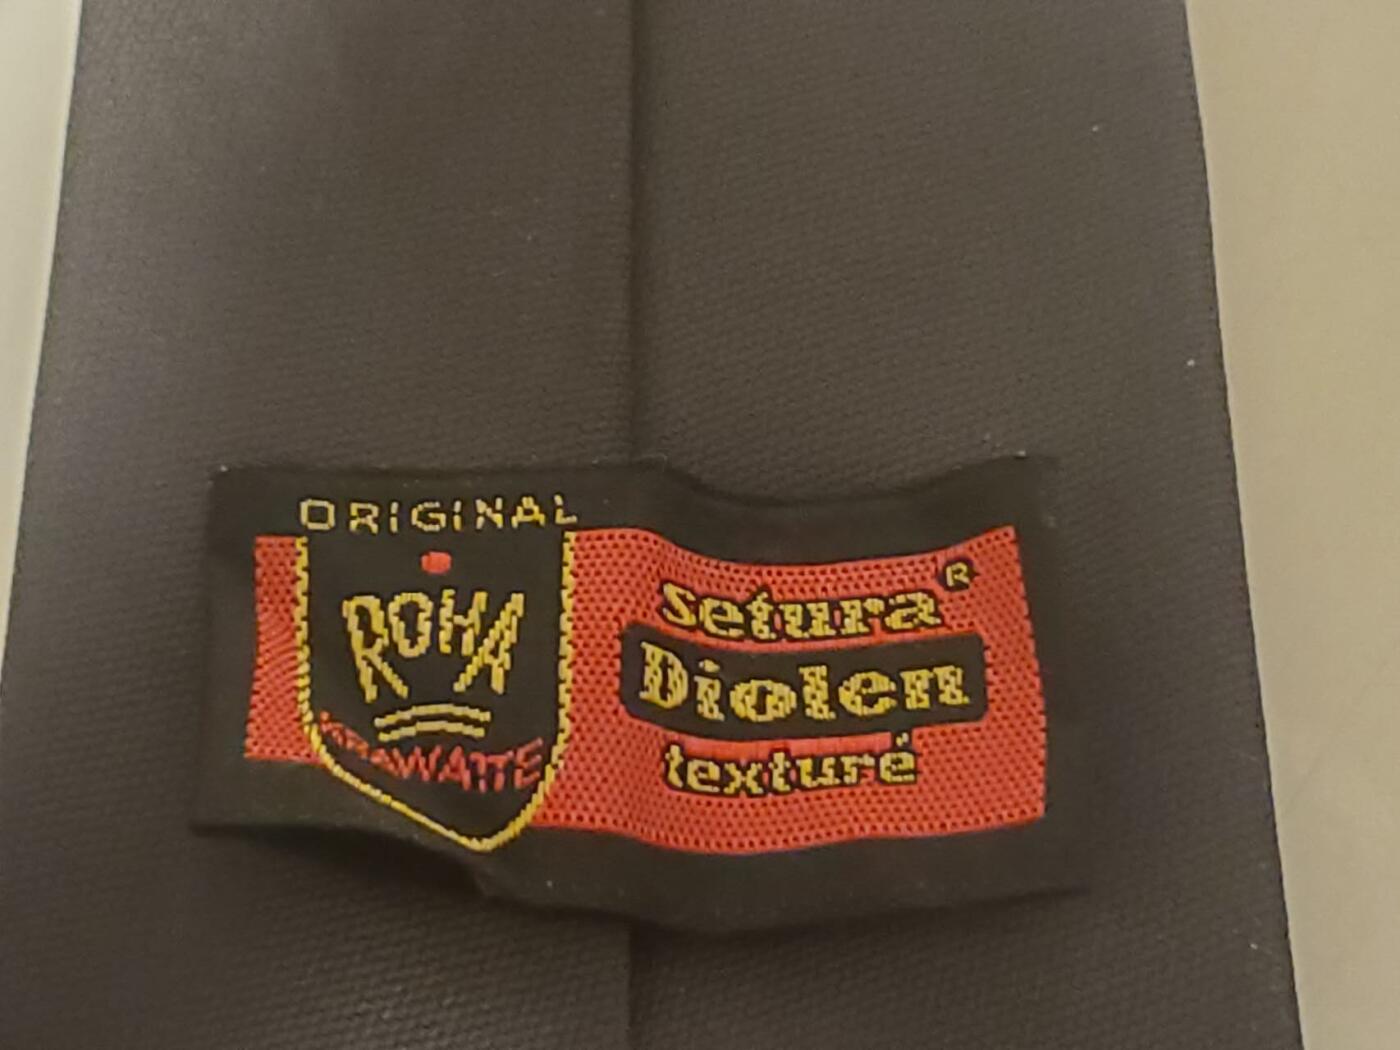 ORIGINAL
ROHA
KRAWATTE
setura®
Diolen
texturé